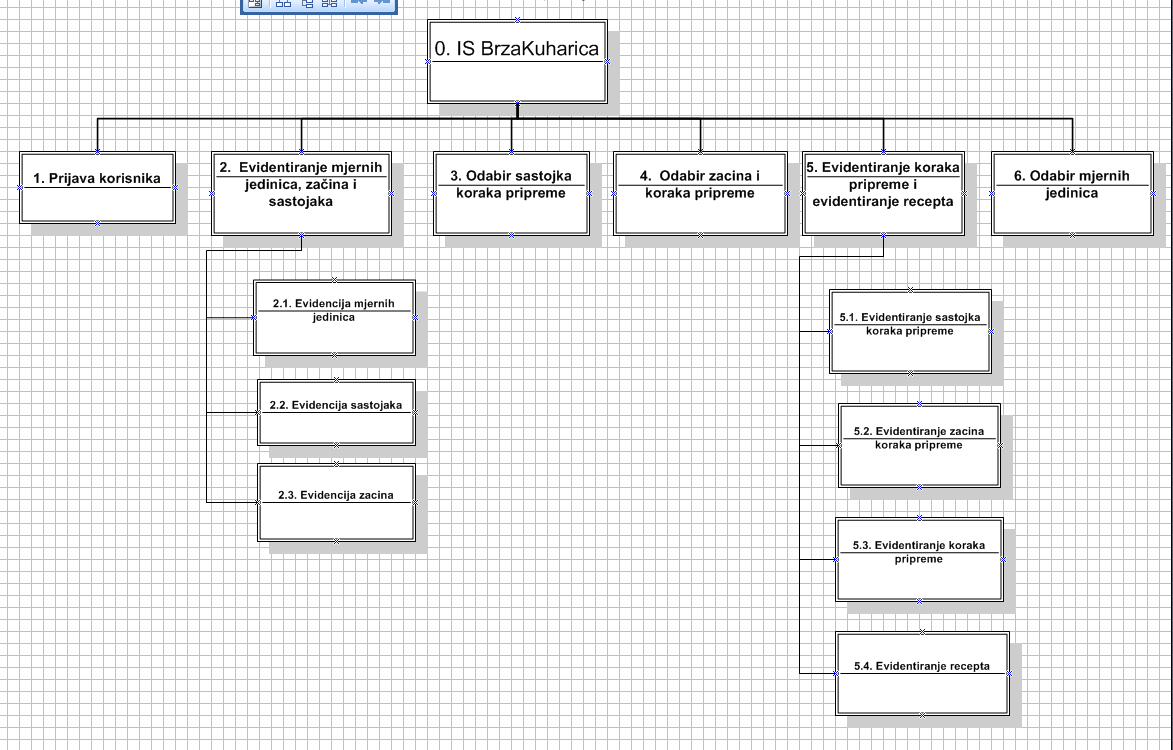 0. IS BrzaKuharica
1. Prijava korisnika
2. Evidentiranje mjernih
jedinica, začina i
sastojaka
3. Odabir sastojka
koraka pripreme
4. Odabir zacina i
koraka pripreme
5. Evidentiranje koraka
pripreme i
evidentiranje recepta
6. Odabir mjernih
jedinica
2.1. Evidencija mjernih
jedinica
2.2. Evidencija sastojaka
2.3. Evidencija zacina
5.1. Evidentiranje sastojka
koraka pripreme
5.2. Evidentiranje zacina
koraka pripreme
5.3. Evidentiranje koraka
pripreme
5.4. Evidentiranje recepta